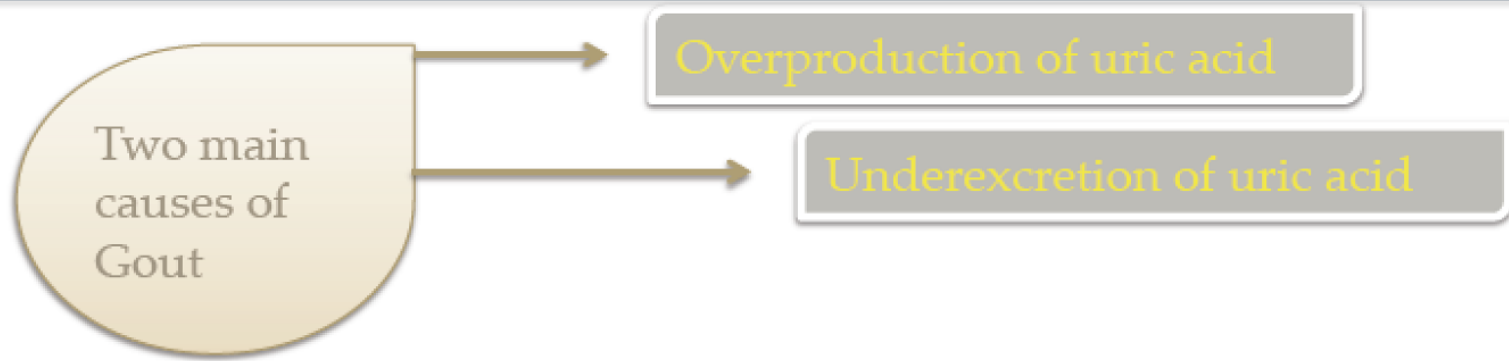 Overproduction of uric acid
Two main
causes of
Gout
Underexcretion of uric acid